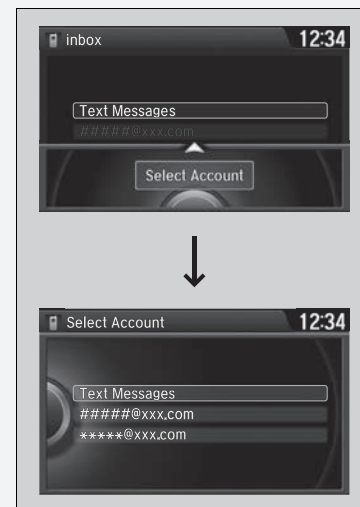 inbox 12:34
Text Messages
#####@xxx.com
Select Account
Select Account 12:34
Text Messages
#####@xxx.com
*****@xxx.com